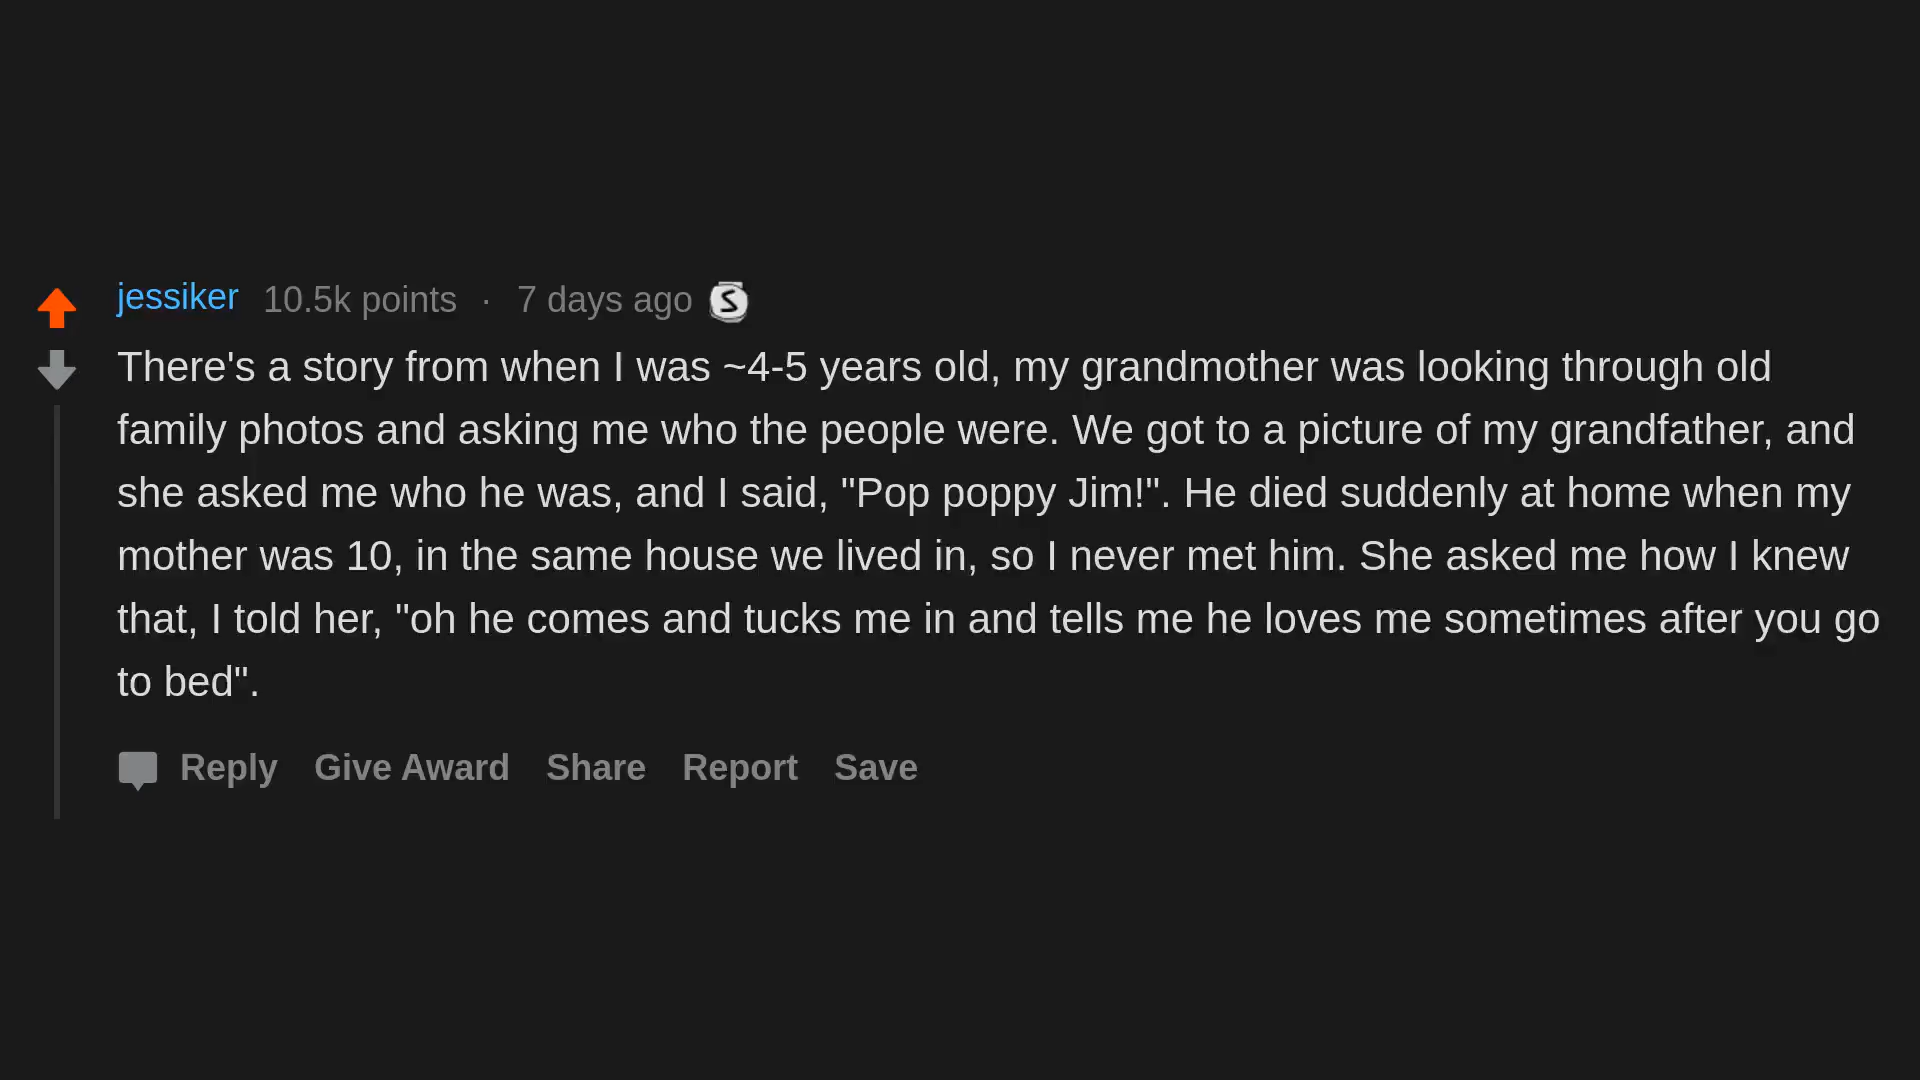 jessiker 10.5k points · 7 days ago S
There's a story from when I was ~4-5 years old, my grandmother was looking through old
family photos and asking me who the people were. We got to a picture of my grandfather, and
she asked me who he was, and I said, "Pop poppy Jim!". He died suddenly at home when my
mother was 10, in the same house we lived in, so I never met him. She asked me how I knew
that, I told her, "oh he comes and tucks me in and tells me he loves me sometimes after you go
to bed".
Reply Give Award Share Report Save